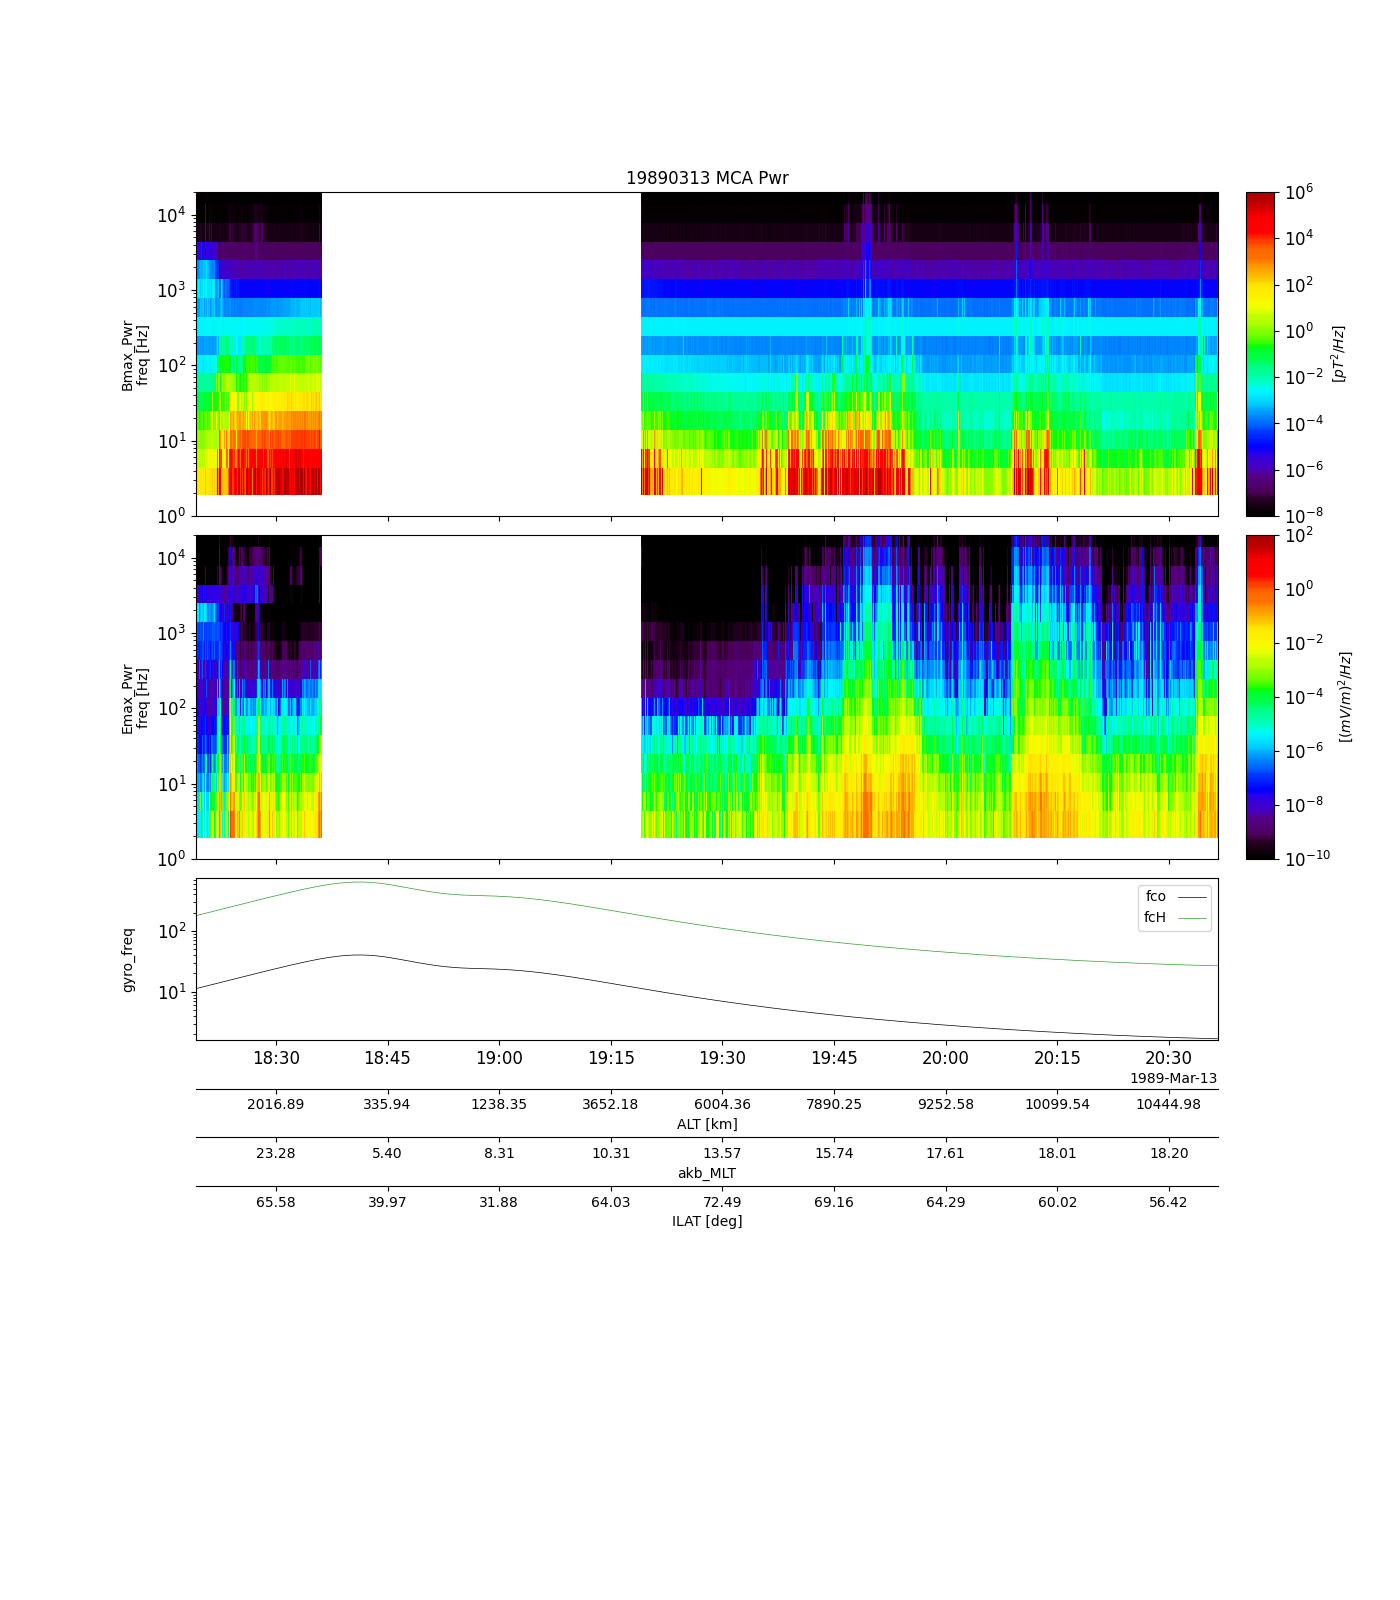 19890313 MCA Pwr
10^4
10^3
10^2
10^1
10^0
Bmax_Pwr
freq [Hz]
10^6
10^4
10^2
10^0
10^-2
10^-4
10^-6
10^-8
[pT^2/Hz]
10^4
10^3
10^2
10^1
10^0
Emax_Pwr
freq [Hz]
10^2
10^0
10^-2
10^-4
10^-6
10^-8
10^-10
[(mV/m)^2/Hz]
10^2
10^1
gyro_freq
fco
fcH
18:30 18:45 19:00 19:15 19:30 19:45 20:00 20:15 20:30
1989-Mar-13
2016.89 335.94 1238.35 3652.18 6004.36 7890.25 9252.58 10099.54 10444.98
ALT [km]
23.28 5.40 8.31 10.31 13.57 15.74 17.61 18.01 18.20
akb_MLT
65.58 39.97 31.88 64.03 72.49 69.16 64.29 60.02 56.42
ILAT [deg]